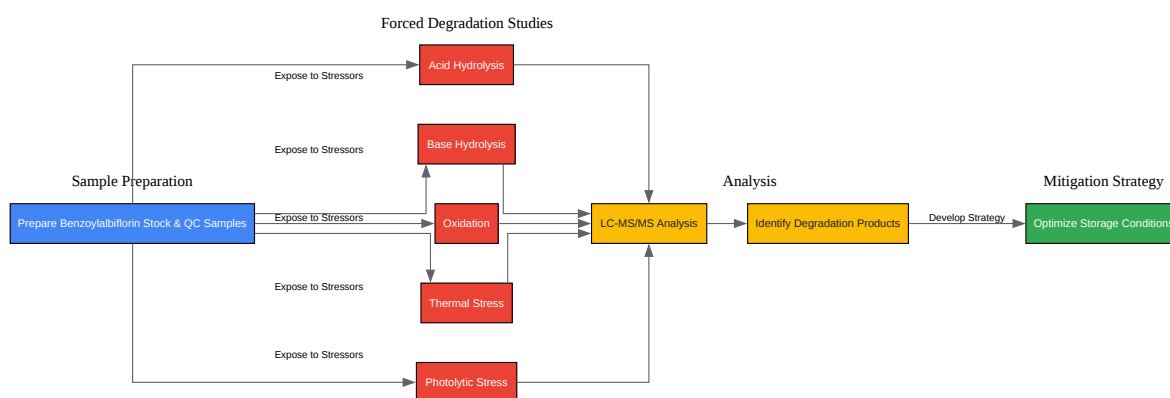 Forced Degradation Studies
Acid Hydrolysis
Expose to Stressors
Base Hydrolysis
Expose to Stressors
Sample Preparation
Analysis
Mitigation Strategy
Prepare Benzoylalbiflorin Stock & QC Samples
Expose to Stressors
Oxidation
LC-MS/MS Analysis
Identify Degradation Products
Develop Strategy
Optimize Storage Conditions
Expose to Stressors
Thermal Stress
Expose to Stressors
Photolytic Stress